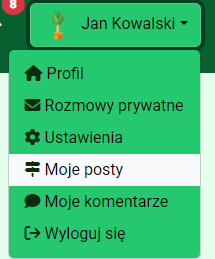 8
Jan Kowalski
Profil
Rozmowy prywatne
Ustawienia
Moje posty
Moje komentarze
Wyloguj się